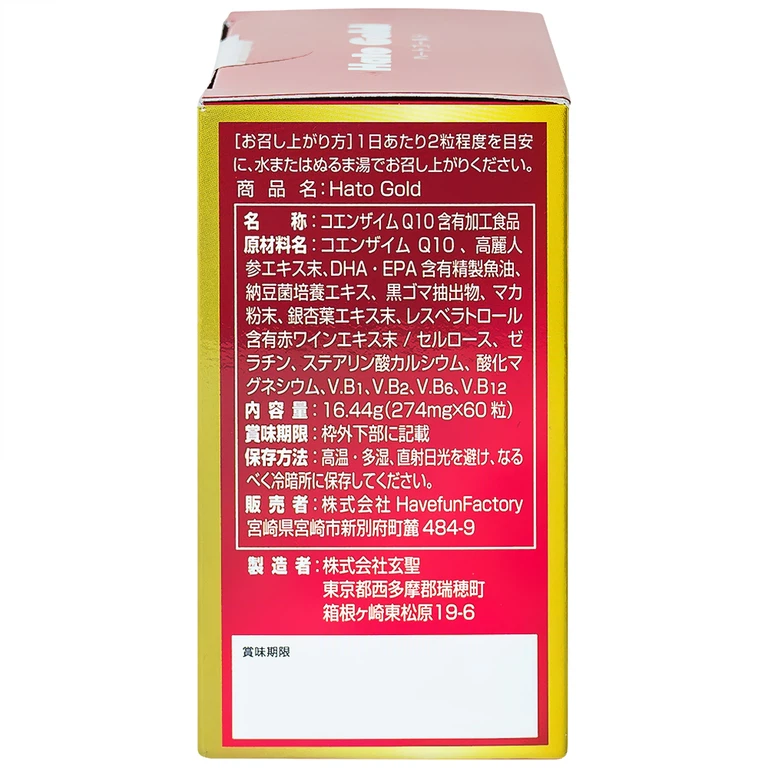 Hato Gold
ハートゴールド
[お召し上がり方]1日あたり2粒程度を目安
に、水またはぬるま湯でお召し上がりください。
商品名:Hato Gold
名称:コエンザイムQ10含有加工食品
原材料名:コエンザイム Q10 、高麗人
参エキス末、DHA・EPA含有精製魚油、
納豆菌培養エキス、黒ゴマ抽出物、マカ
粉末、銀杏葉エキス末、レスベラトロール
含有赤ワインエキス末/セルロース、ゼ
ラチン、ステアリン酸カルシウム、酸化マ
グネシウム、V.B1、V.B2、V.B6、V.B12
内容量:16.44g(274mg×60粒)
賞味期限:枠外下部に記載
保存方法:高温・多湿、直射日光を避け、なる
べく冷暗所に保存してください。
販売者:株式会社 HavefunFactory
宮崎県宮崎市新別府町麓 484-9
製造者:株式会社玄聖
東京都西多摩郡瑞穂町
箱根ヶ崎東松原19-6
賞味期限